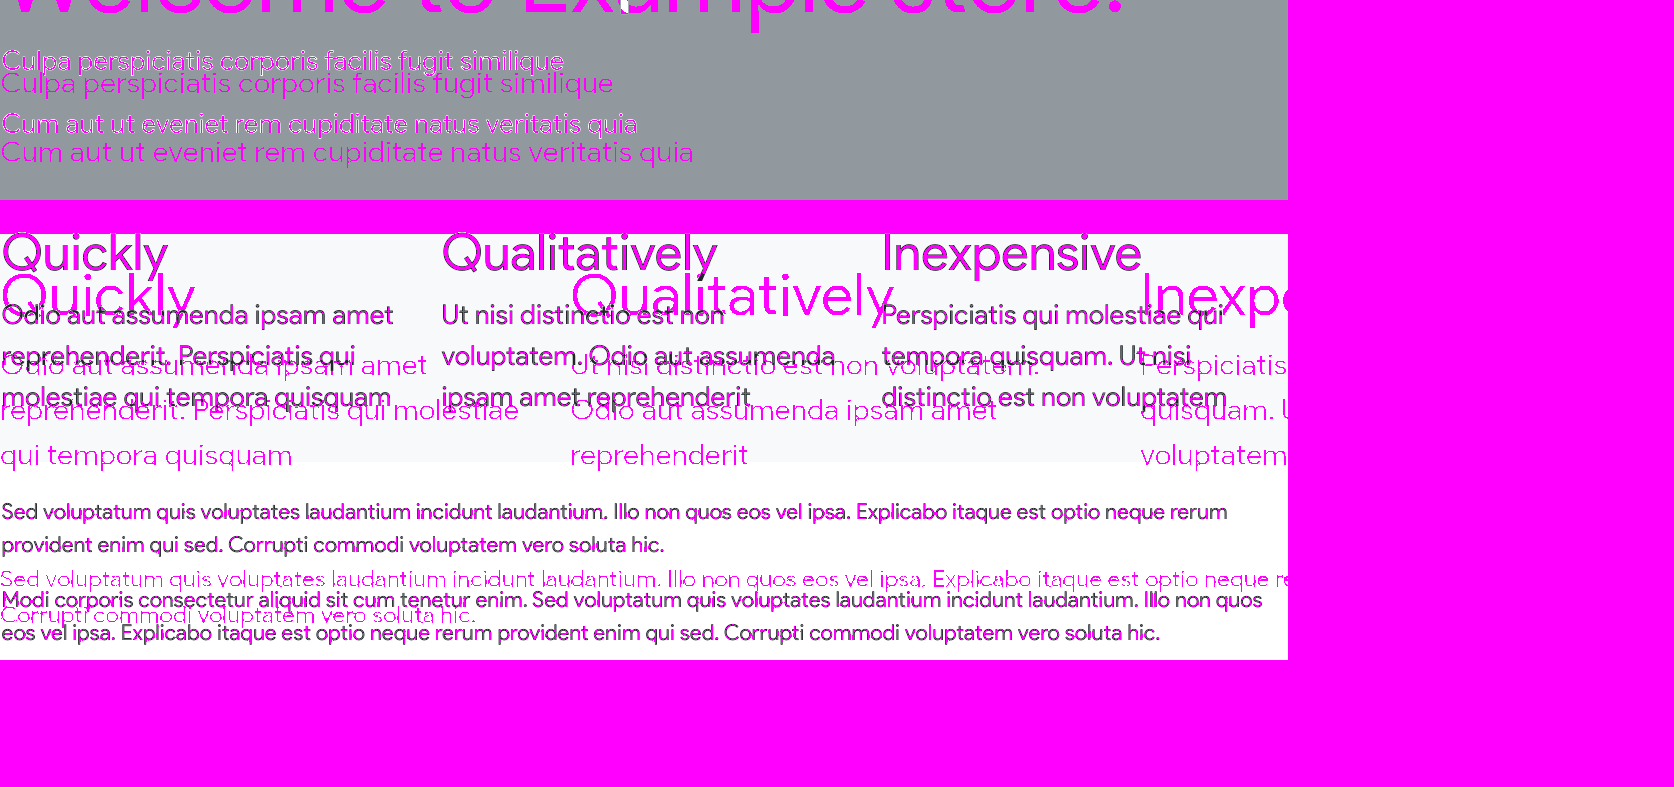 Welcome to Example store!
Culpa perspiciatis corporis facilis fugit similique
Culpa perspiciatis corporis facilis fugit similique
Cum aut ut eveniet rem cupiditate natus veritatis quia
Cum aut ut eveniet rem cupiditate natus veritatis quia
Quickly Qualitatively Inexpensive
Quickly Qualitatively Inexpe
Odio aut assumenda ipsam amet Ut nisi distinctio est non Perspiciatis qui molestiae qui
reprehenderit. Perspiciatis qui voluptatem. Odio aut assumenda tempora quisquam. Ut nisi
Odio aut assumenda ipsam amet Ut nisi distinctio est non voluptatem. Perspiciatis
molestiae qui tempora quisquam ipsam amet reprehenderit distinctio est non voluptatem
reprehenderit. Perspiciatis qui molestiae Odio aut assumenda ipsam amet quisquam. U
qui tempora quisquam reprehenderit voluptatem
Sed voluptatum quis voluptates laudantium incidunt laudantium. Illo non quos eos vel ipsa. Explicabo itaque est optio neque rerum
provident enim qui sed. Corrupti commodi voluptatem vero soluta hic.
Sed voluptatum quis voluptates laudantium incidunt laudantium. Illo non quos eos vel ipsa. Explicabo itaque est optio neque re
Modi corporis consectetur aliquid sit cum tenetur enim. Sed voluptatum quis voluptates laudantium incidunt laudantium. Illo non quos
Corrupti commodi voluptatem vero soluta hic.
eos vel ipsa. Explicabo itaque est optio neque rerum provident enim qui sed. Corrupti commodi voluptatem vero soluta hic.